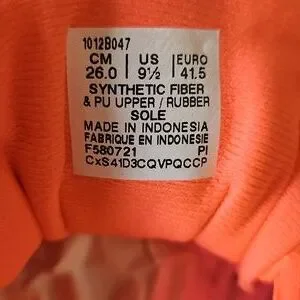 1012B047
CM US EURO
26.0 9½ 41.5
SYNTHETIC FIBER
& PU UPPER / RUBBER
SOLE
MADE IN INDONESIA
FABRIQUE EN INDONESIE
F580721 PI
CxS41D3CQVPQCCP